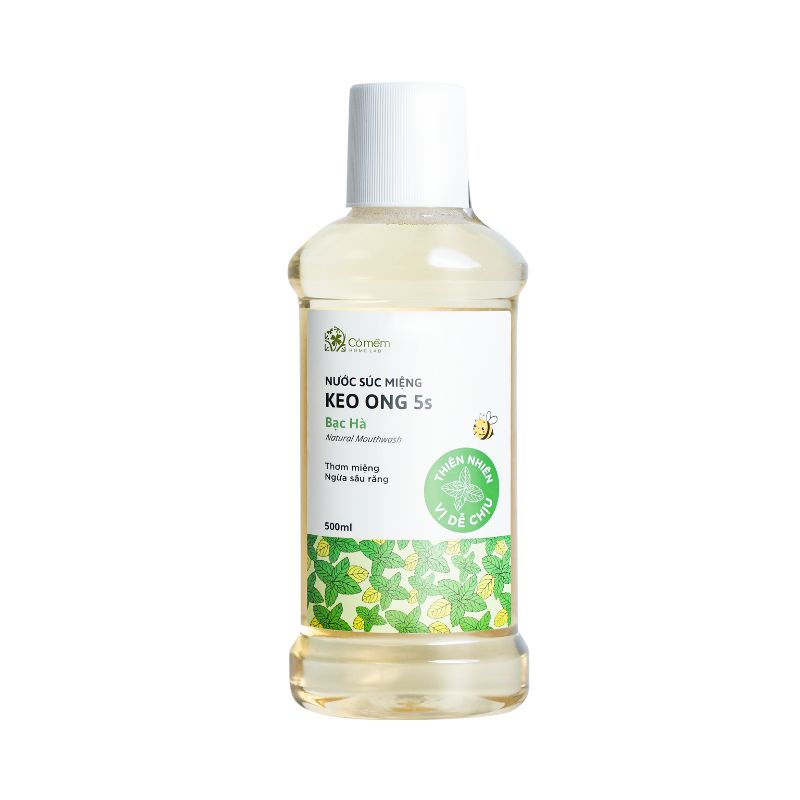 Cỏ mềm
HOME LAB
NƯỚC SÚC MIỆNG
KEO ONG 5s
Bạc Hà
Natural Mouthwash
Thơm miệng
Ngừa sâu răng
THIÊN NHIÊN
VỊ DỄ CHỊU
500ml